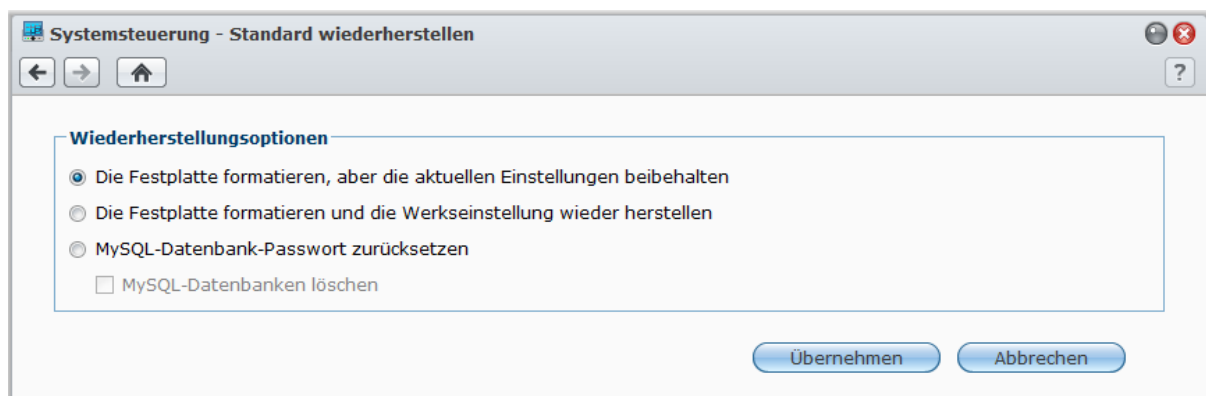 Systemsteuerung - Standard wiederherstellen
?
Wiederherstellungsoptionen
Die Festplatte formatieren, aber die aktuellen Einstellungen beibehalten
Die Festplatte formatieren und die Werkseinstellung wieder herstellen
MySQL-Datenbank-Passwort zurücksetzen
MySQL-Datenbanken löschen
Übernehmen Abbrechen